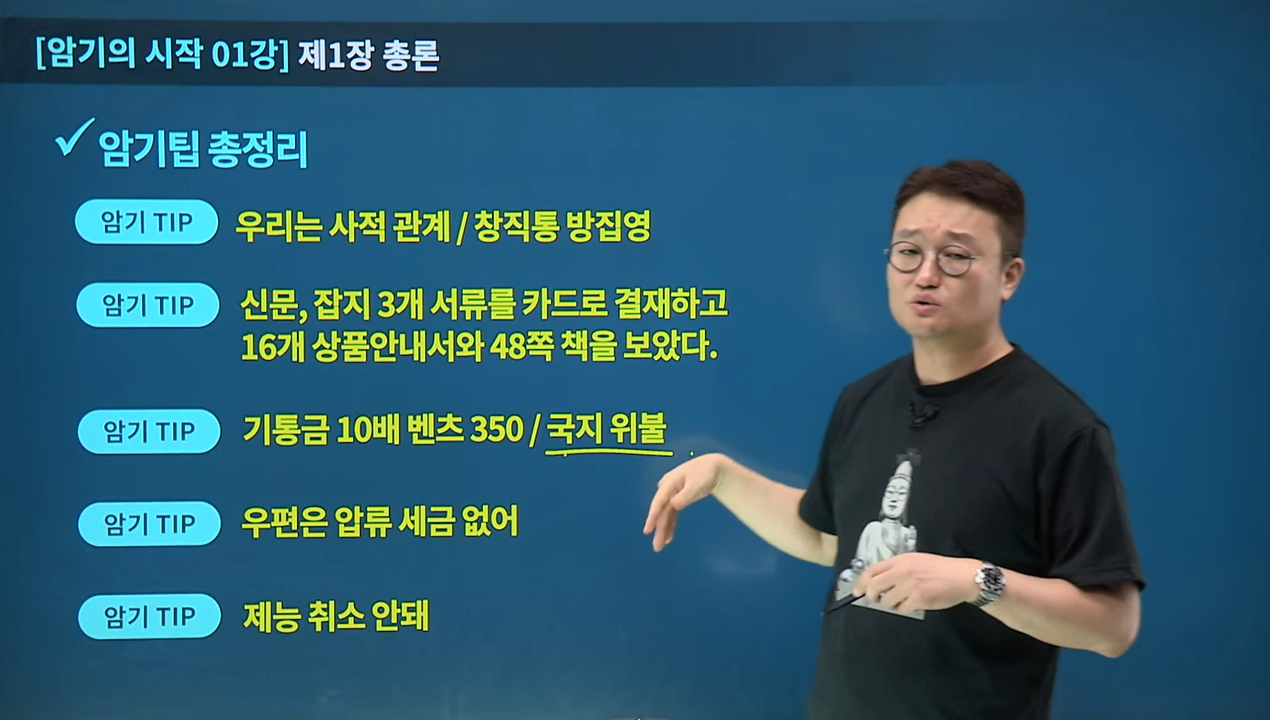 [암기의 시작 01강] 제1장 총론
암기팁 총정리
암기 TIP 우리는 사적 관계 / 창직통 방집영
암기 TIP 신문, 잡지 3개 서류를 카드로 결재하고
16개 상품안내서와 48쪽 책을 보았다.
암기 TIP 기통금 10배 벤츠 350 / 국지 위불
암기 TIP 우편은 압류 세금 없어
암기 TIP 제능 취소 안돼